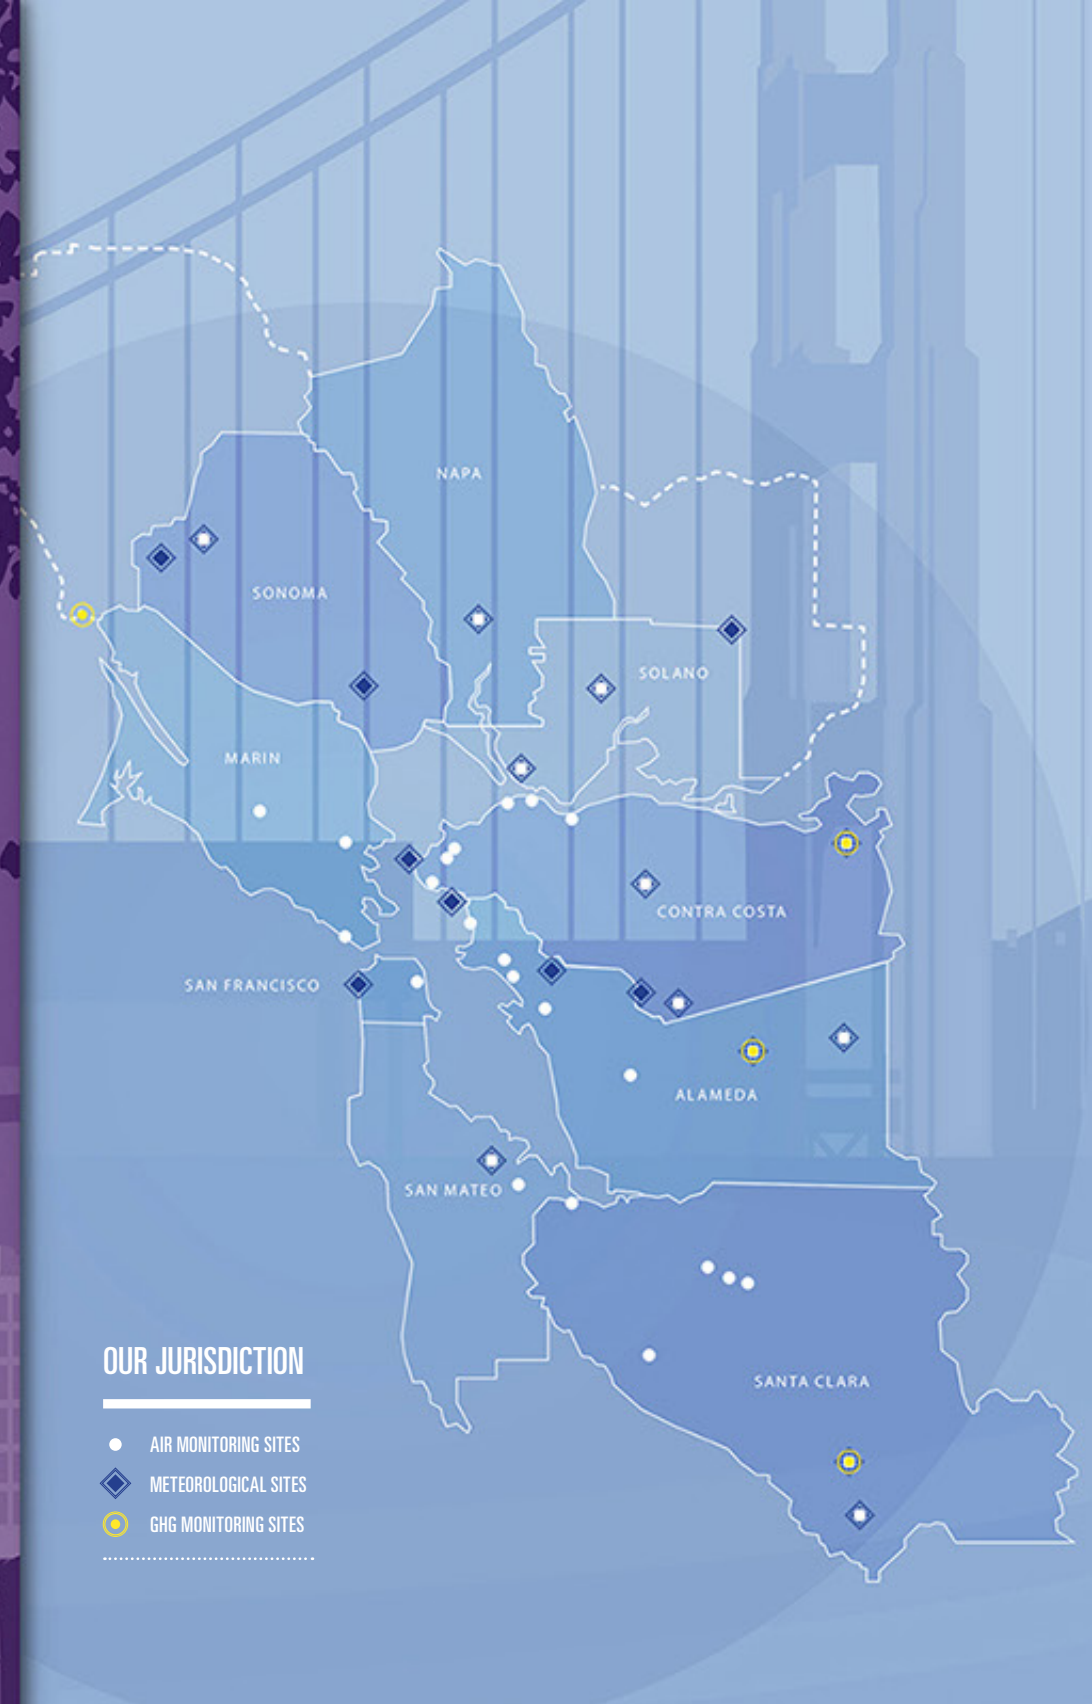 NAPA
SONOMA
SOLANO
MARIN
CONTRA COSTA
SAN FRANCISCO
ALAMEDA
SAN MATEO
SANTA CLARA
OUR JURISDICTION
AIR MONITORING SITES
METEOROLOGICAL SITES
GHG MONITORING SITES